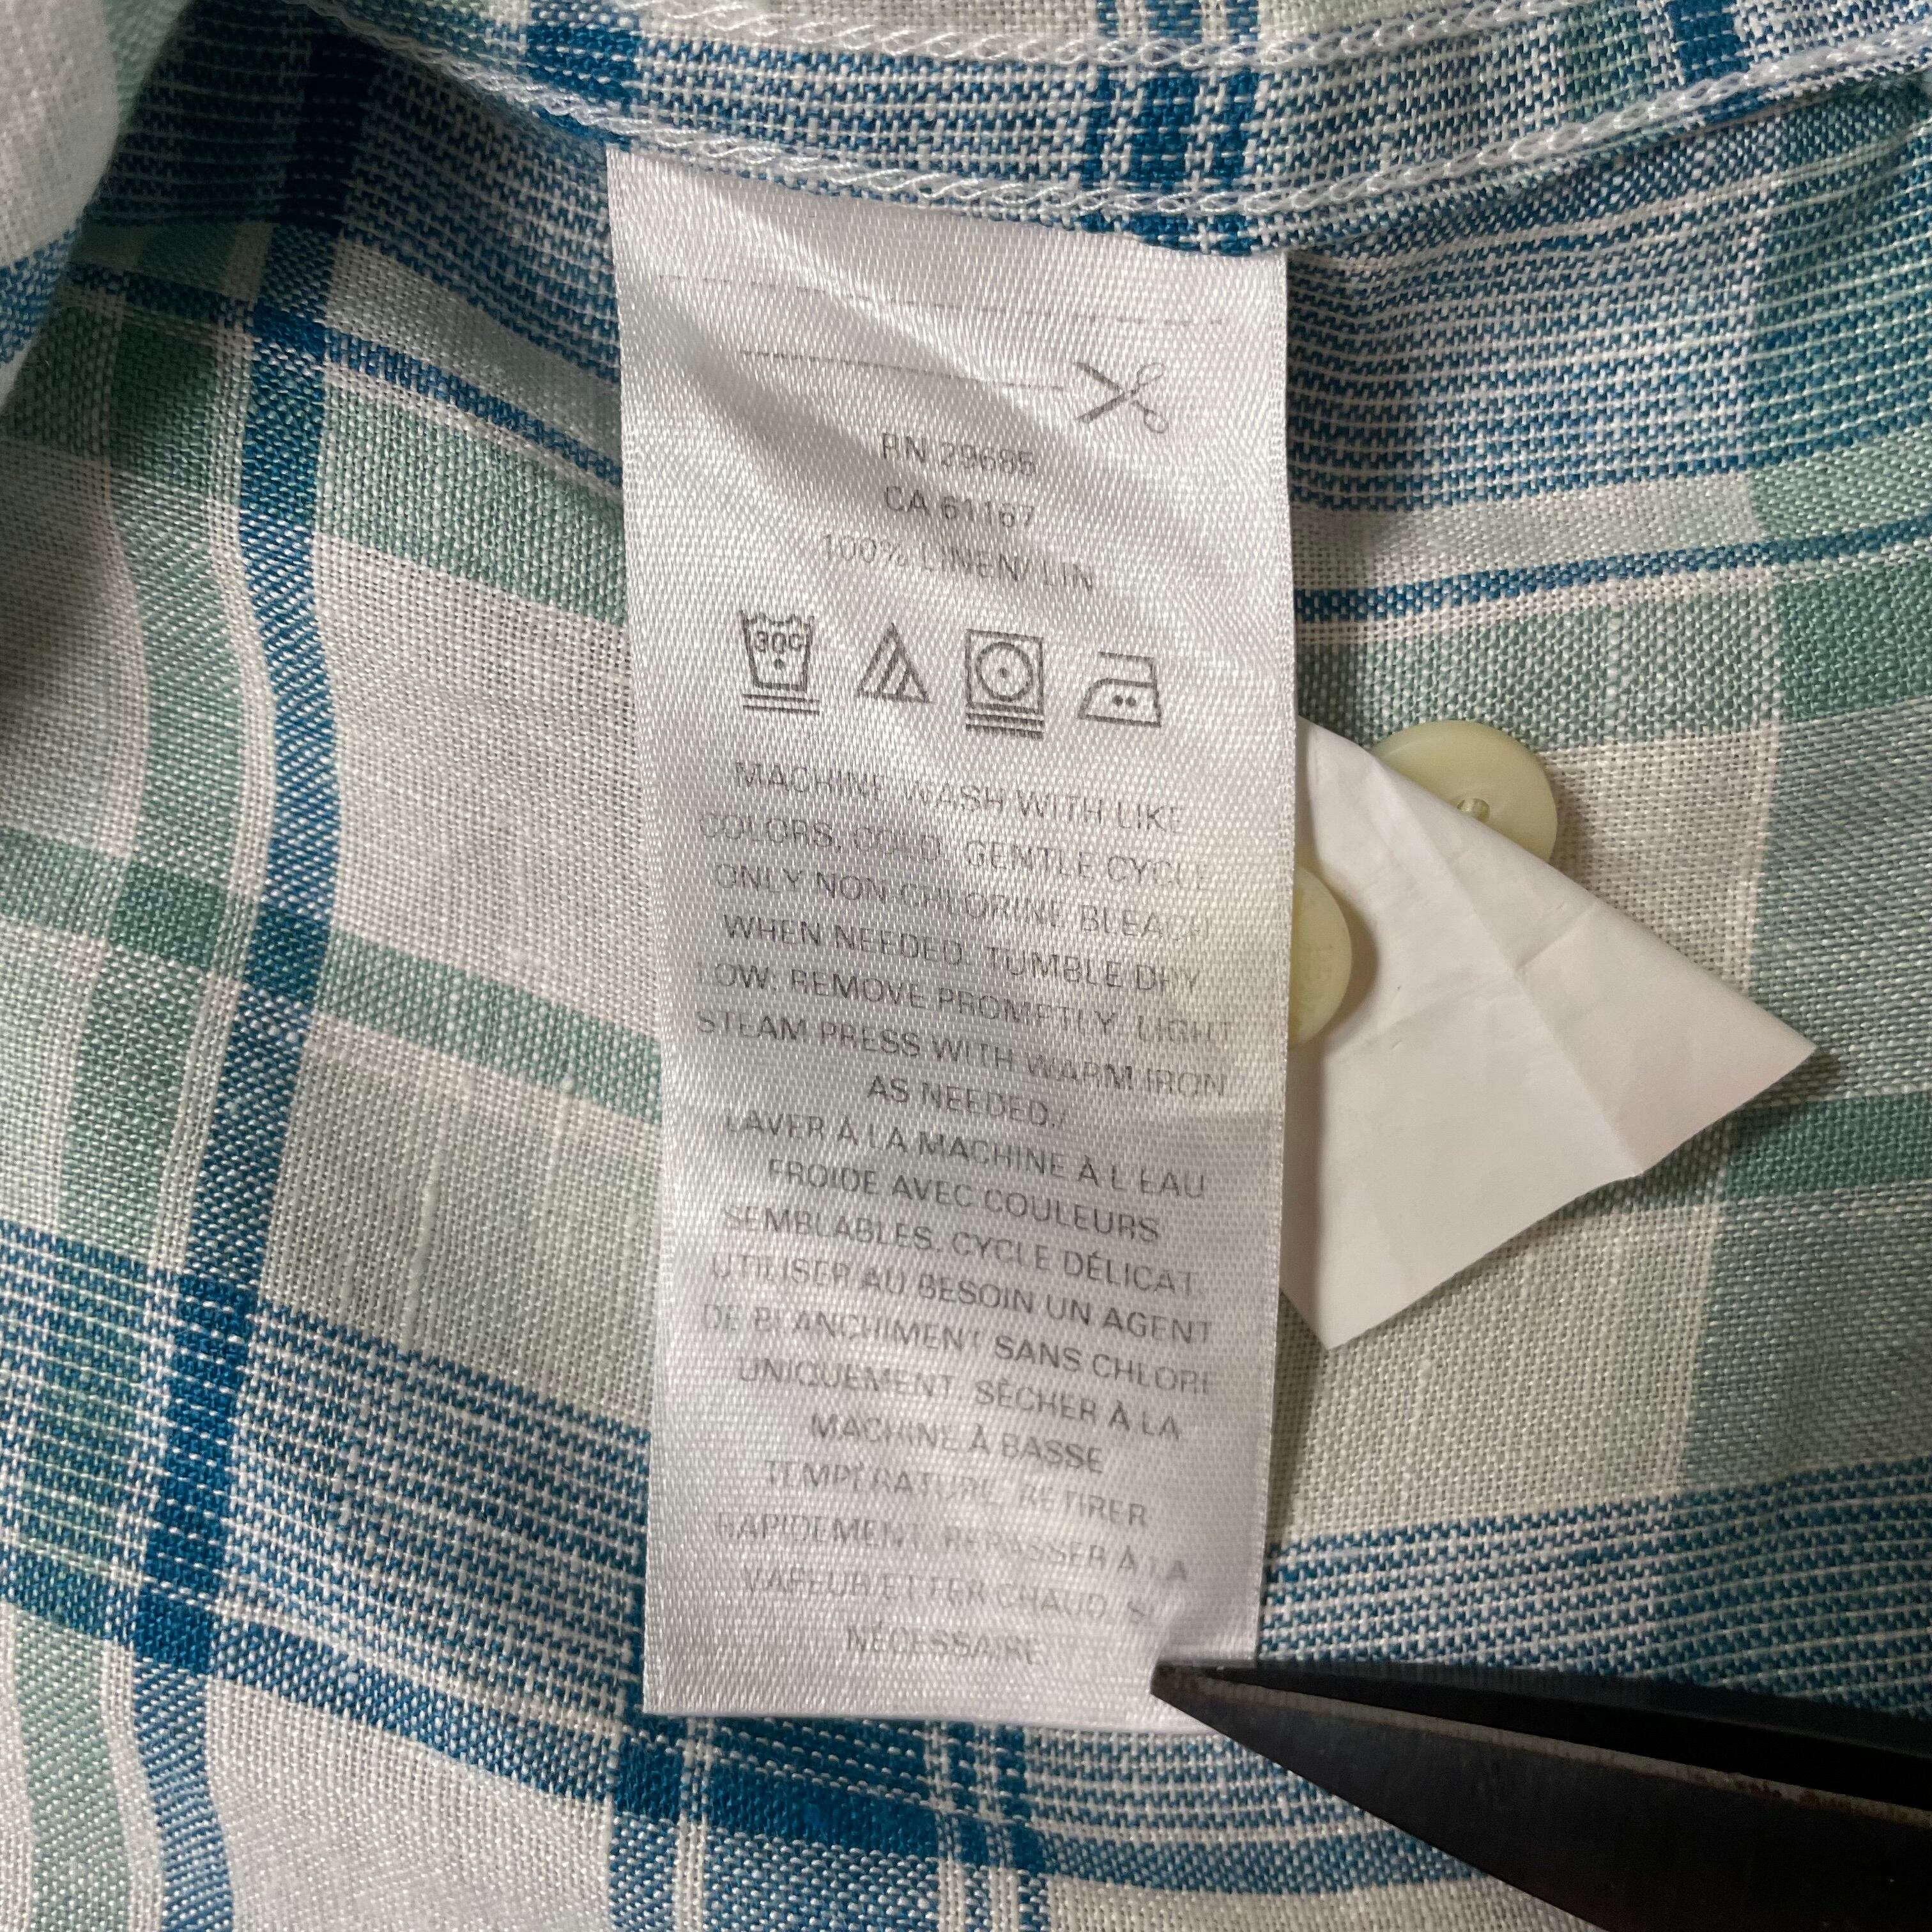 RN 29685
CA 61167
100% LINEN/ LIN
30C
MACHINE WASH WITH LIKE
COLORS, COLD, GENTLE CYCLE
ONLY NON-CHLORINE BLEACH
WHEN NEEDED. TUMBLE DRY
LOW; REMOVE PROMPTLY. LIGHT
STEAM PRESS WITH WARM IRON
AS NEEDED./
LAVER À LA MACHINE À L EAU
FROIDE AVEC COULEURS
SEMBLABLES. CYCLE DÉLICAT
UTILISER AU BESOIN UN AGENT
DE BLANCHIMENT SANS CHLORE
UNIQUEMENT. SÉCHER À LA
MACHINE À BASSE
TEMPÉRATURE. RETIRER
RAPIDEMENT. REPASSER À LA
VAPEUR ET FER CHAUD, SI
NÉCESSAIRE